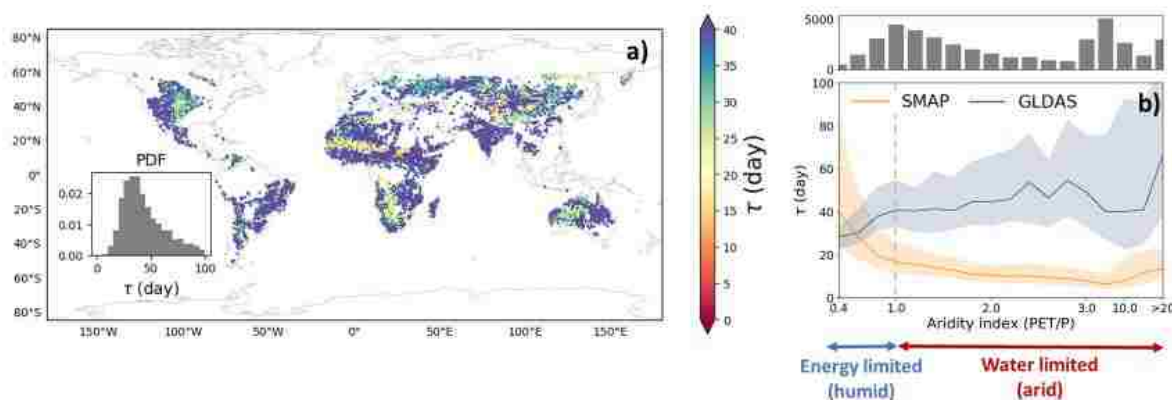 80°N
60°N
40°N
20°N
0°
20°S
40°S
60°S
80°S
150°W
100°W
50°W
0°
50°E
100°E
150°E
a)
PDF
0.02
0.01
0.00
0
50
100
τ (day)
40
35
30
25
20
15
10
5
0
τ (day)
5000
0
b)
SMAP
GLDAS
100
80
60
40
20
0
τ (day)
0.4
1.0
2.0
3.0
10.0
>20
Aridity index (PET/P)
Energy limited
(humid)
Water limited
(arid)